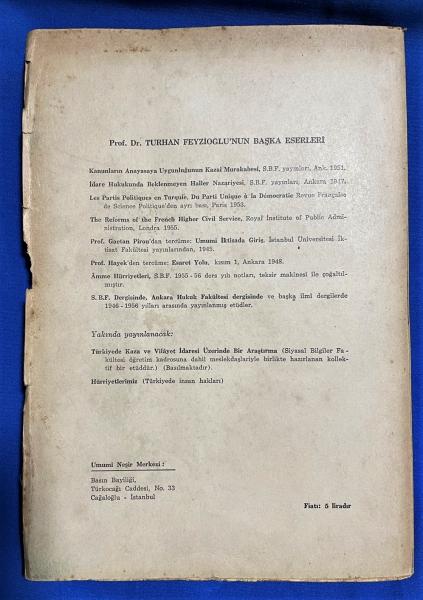 Prof. Dr. TURHAN FEYZİOGLU'NUN BAŞKA ESERLERİ
Kanunların Anayasaya Uygunluğunun Kazaî Murakabesi, S.B.F. yayınları, Ank. 1951.
İdare Hukukunda Beklenmeyen Haller Nazariyesi, S.B.F. yayınları, Ankara 1947.
Les Partis Politiques en Turquie, Du Parti Unique à la Démocratie Revue Française
de Science Politique'den ayrı bası, Paris 1953.
The Reforms of the French Higher Civil Service, Royal Institute of Public Admi-
nistration, Londra 1955.
Prof. Gaetan Pirou'dan tercüme: Umumi İktisada Giriş, İstanbul Üniversitesi İk-
tisat Fakültesi yayınlarından, 1945.
Prof. Hayek'den tercüme: Esaret Yolu, kısım 1, Ankara 1948.
Âmme Hürriyetleri, S.B.F. 1955-56 ders yılı notları, teksir makinesi ile çoğaltıl-
mıştır.
S.B.F. Dergisinde, Ankara Hukuk Fakültesi dergisinde ve başka ilmî dergilerde
1946-1956 yılları arasında yayınlanmış etüdler.
Yakında yayınlanacak:
Türkiyede Kaza ve Vilâyet İdaresi Üzerinde Bir Araştırma (Siyasal Bilgiler Fa-
kültesi öğretim kadrosuna dahil meslekdaşlariyle birlikte hazırlanan kollek-
tif bir etüddür.) (Basılmaktadır).
Hürriyetlerimiz (Türkiyede insan hakları)
Umumî Neşir Merkezi:
Basın Bayiliği,
Türkocağı Caddesi, No. 33
Cağaloğlu - İstanbul
Fiatı: 5 liradır